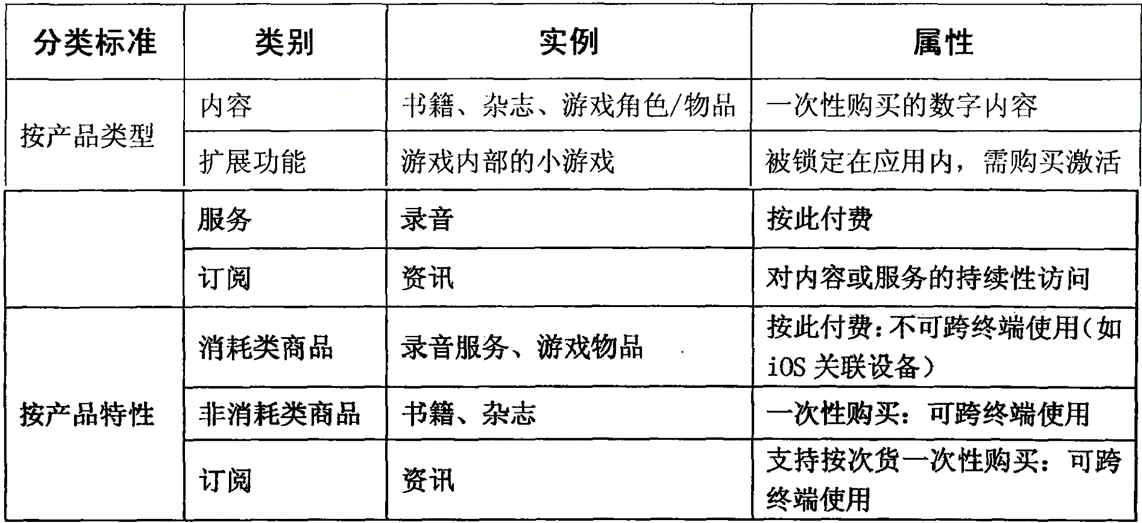 分类标准 类别 实例 属性
按产品类型 内容 书籍、杂志、游戏角色/物品 一次性购买的数字内容
扩展功能 游戏内部的小游戏 被锁定在应用内，需购买激活
服务 录音 按此付费
订阅 资讯 对内容或服务的持续性访问
按产品特性 消耗类商品 录音服务、游戏物品 按此付费：不可跨终端使用（如
iOS 关联设备）
非消耗类商品 书籍、杂志 一次性购买：可跨终端使用
订阅 资讯 支持按次货一次性购买：可跨
终端使用